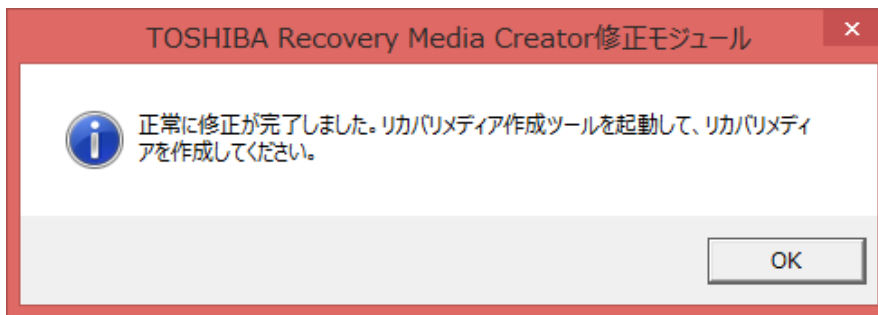 TOSHIBA Recovery Media Creator修正モジュール
正常に修正が完了しました。リカバリメディア作成ツールを起動して、リカバリメディ
アを作成してください。
OK